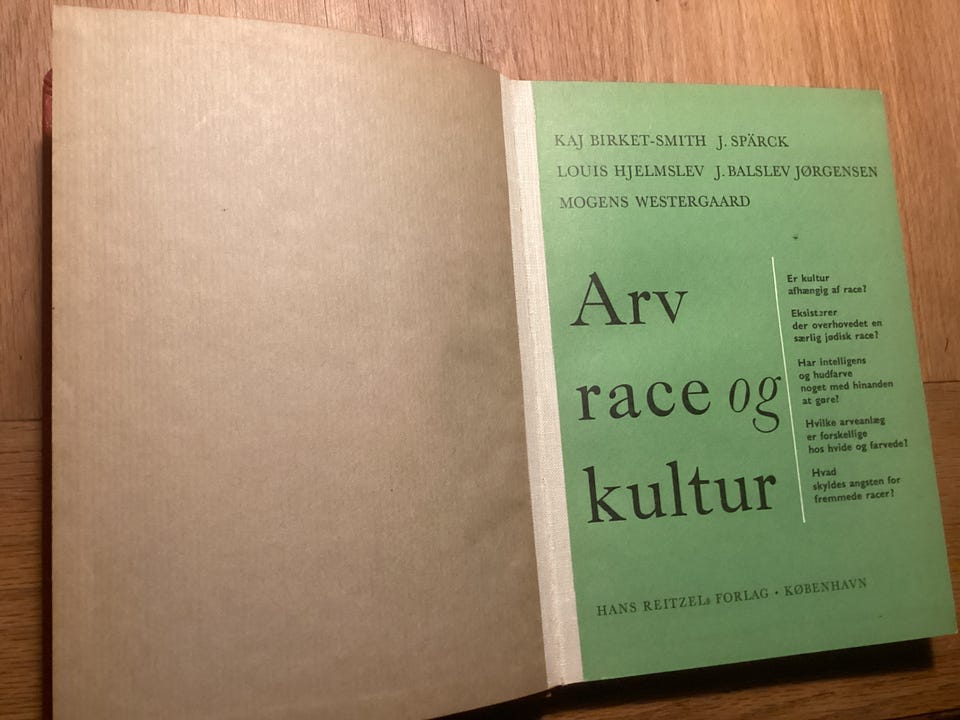 KAJ BIRKET-SMITH J. SPÄRCK
LOUIS HJELMSLEV J. BALSLEV JØRGENSEN
MOGENS WESTERGAARD
Arv
race og
kultur
Er kultur
afhængig af race?
Eksisterer
der overhovedet en
særlig jødisk race?
Har intelligens
og hudfarve
noget med hinanden
at gøre?
Hvilke arveanlæg
er forskellige
hos hvide og farvede?
Hvad
skyldes angsten for
fremmede racer?
HANS REITZELs FORLAG • KØBENHAVN